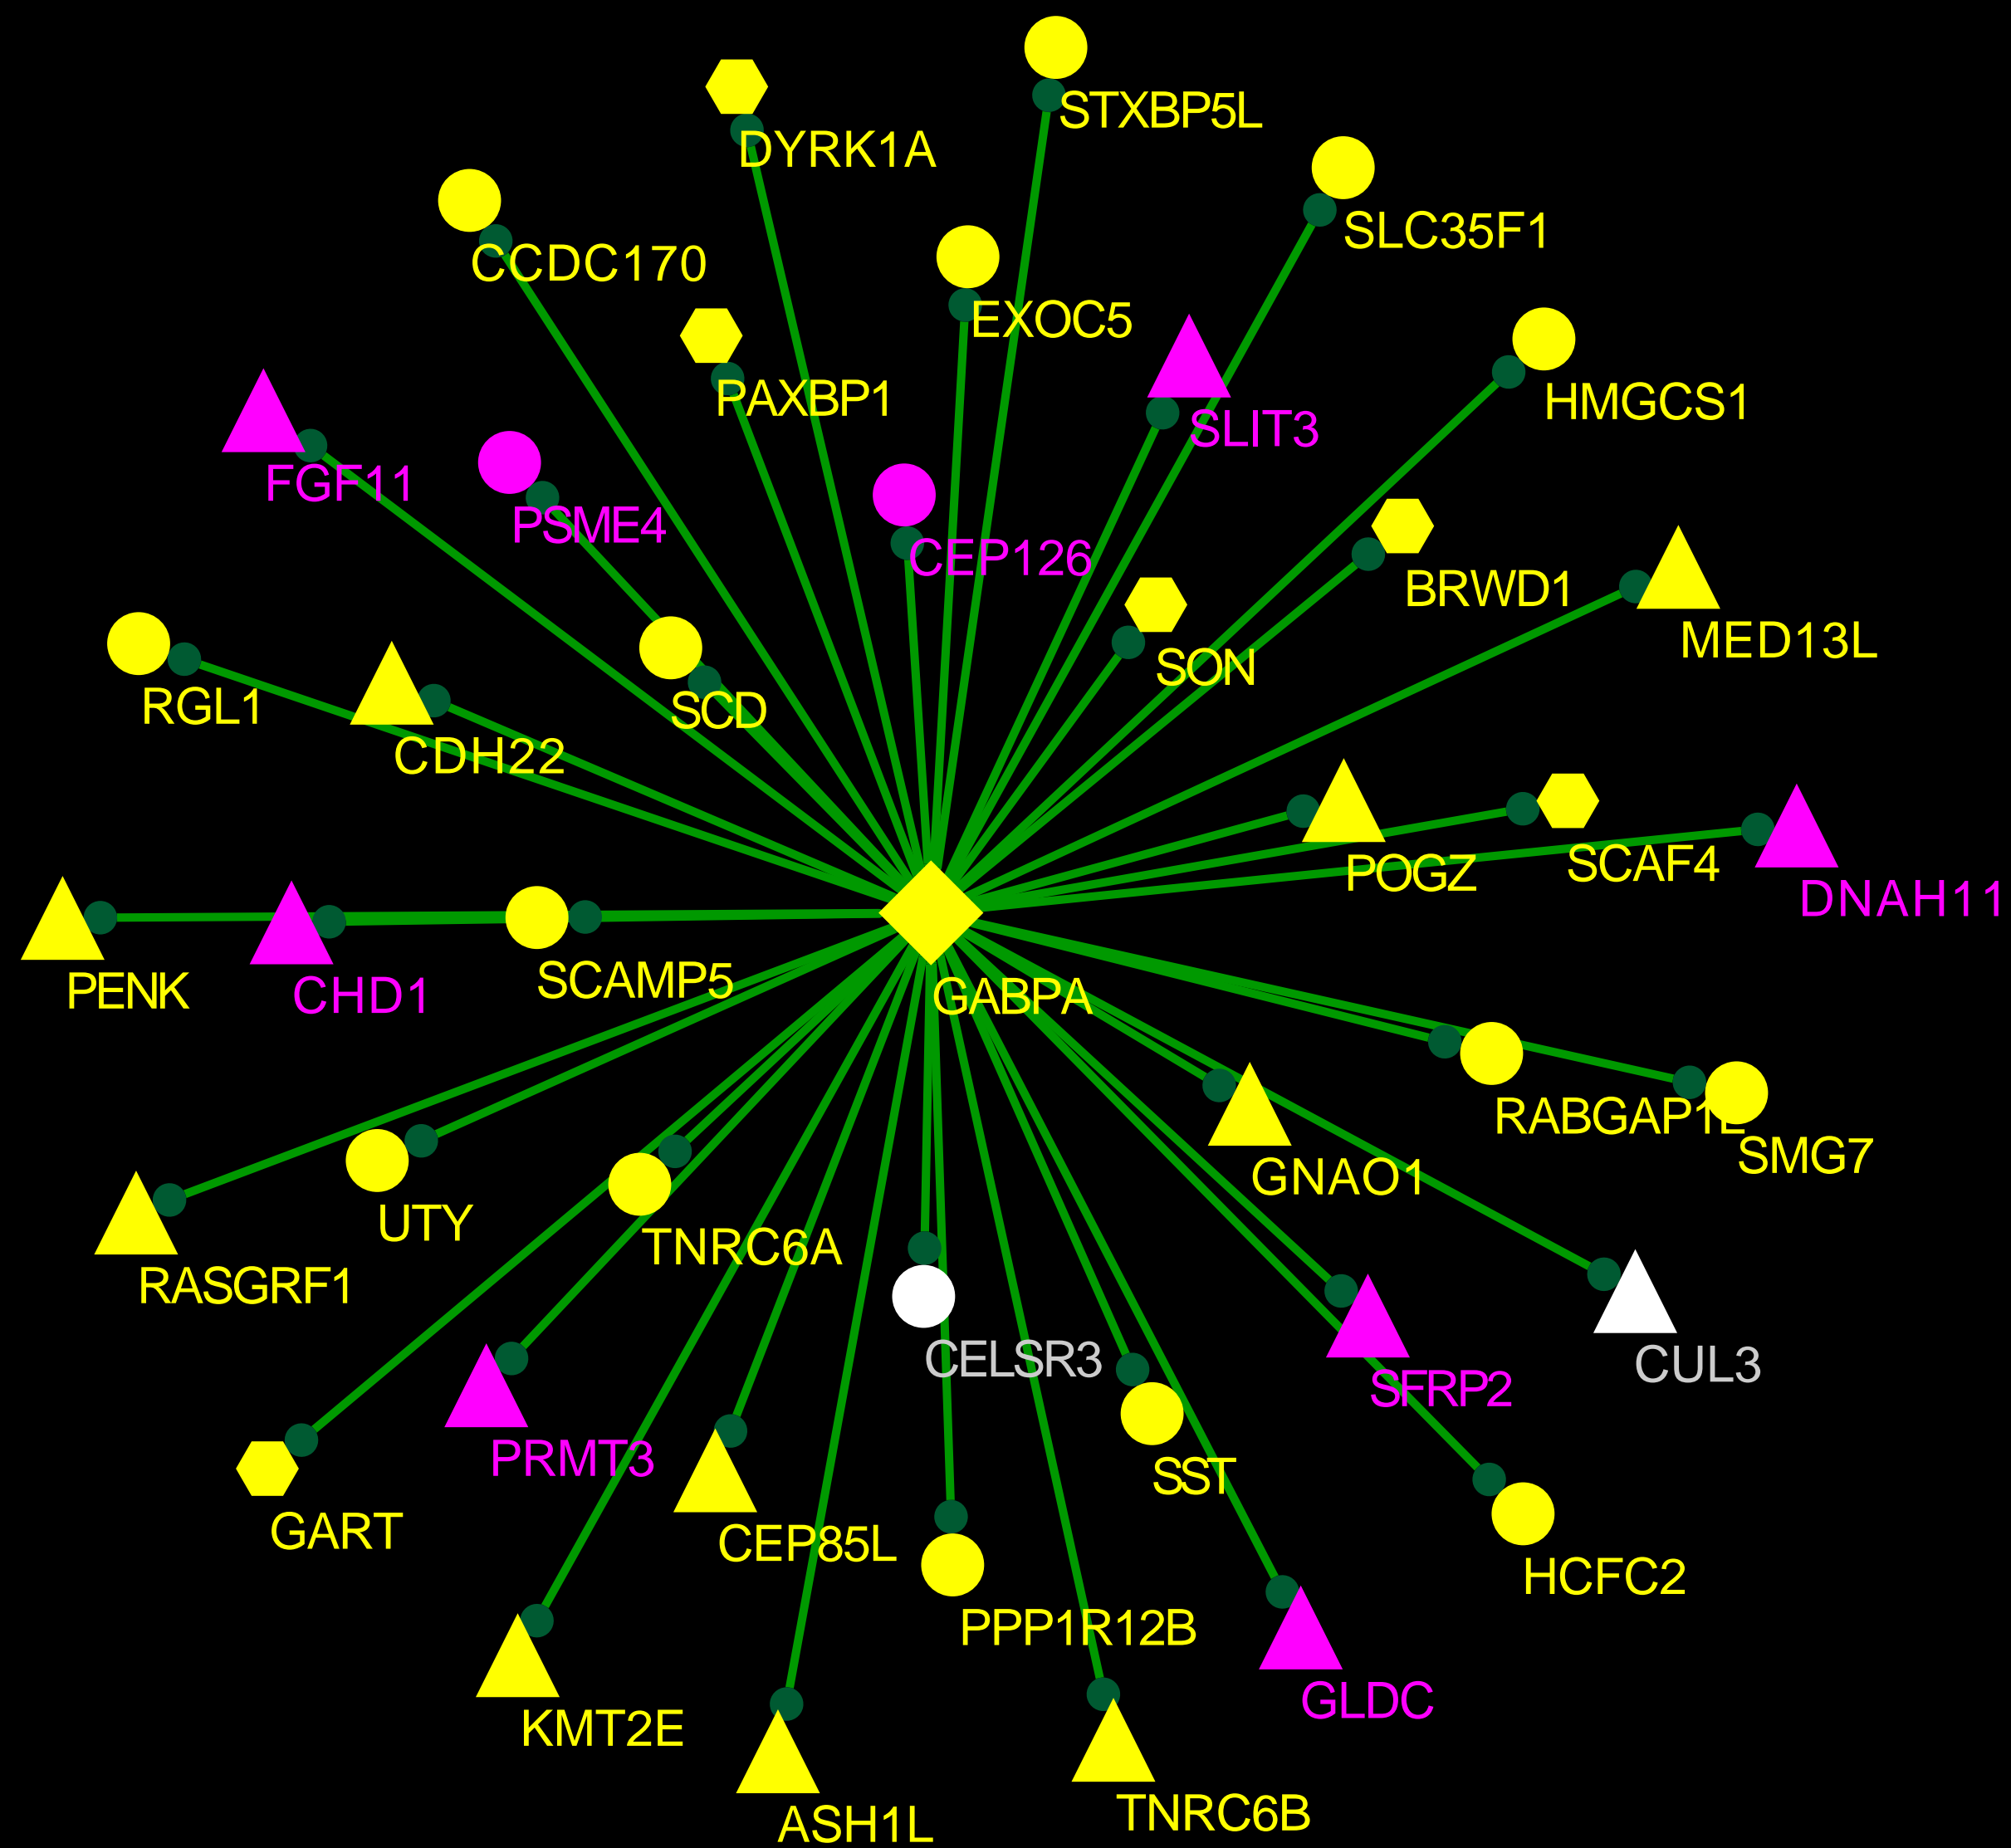 STXBP5L
DYRK1A
SLC35F1
CCDC170
EXOC5
PAXBP1
HMGCS1
SLIT3
FGF11
PSME4
CEP126
BRWD1
MED13L
SON
RGL1
SCD
CDH22
POGZ
SCAF4
DNAH11
PENK
CHD1
SCAMP5
GABPA
RABGAP1L
SMG7
GNAO1
UTY
TNRC6A
RASGRF1
CELSR3
CUL3
SFRP2
PRMT3
SST
GART
CEP85L
HCFC2
PPP1R12B
GLDC
KMT2E
TNRC6B
ASH1L